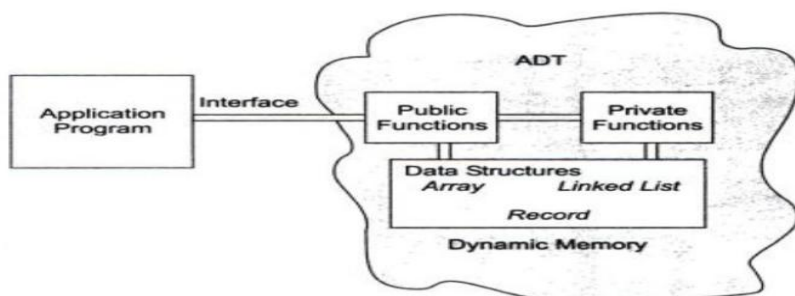 ADT
Application
Program
Interface
Public
Functions
Private
Functions
Data Structures
Array Linked List
Record
Dynamic Memory